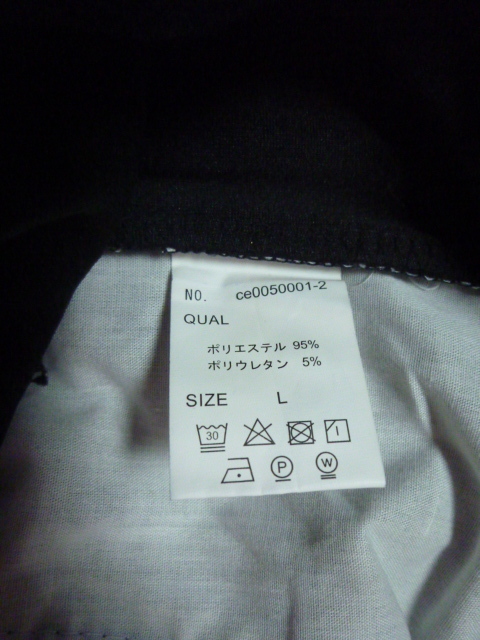 NO. ce0050001-2
QUAL
ポリエステル 95%
ポリウレタン 5%
SIZE L
30
P W